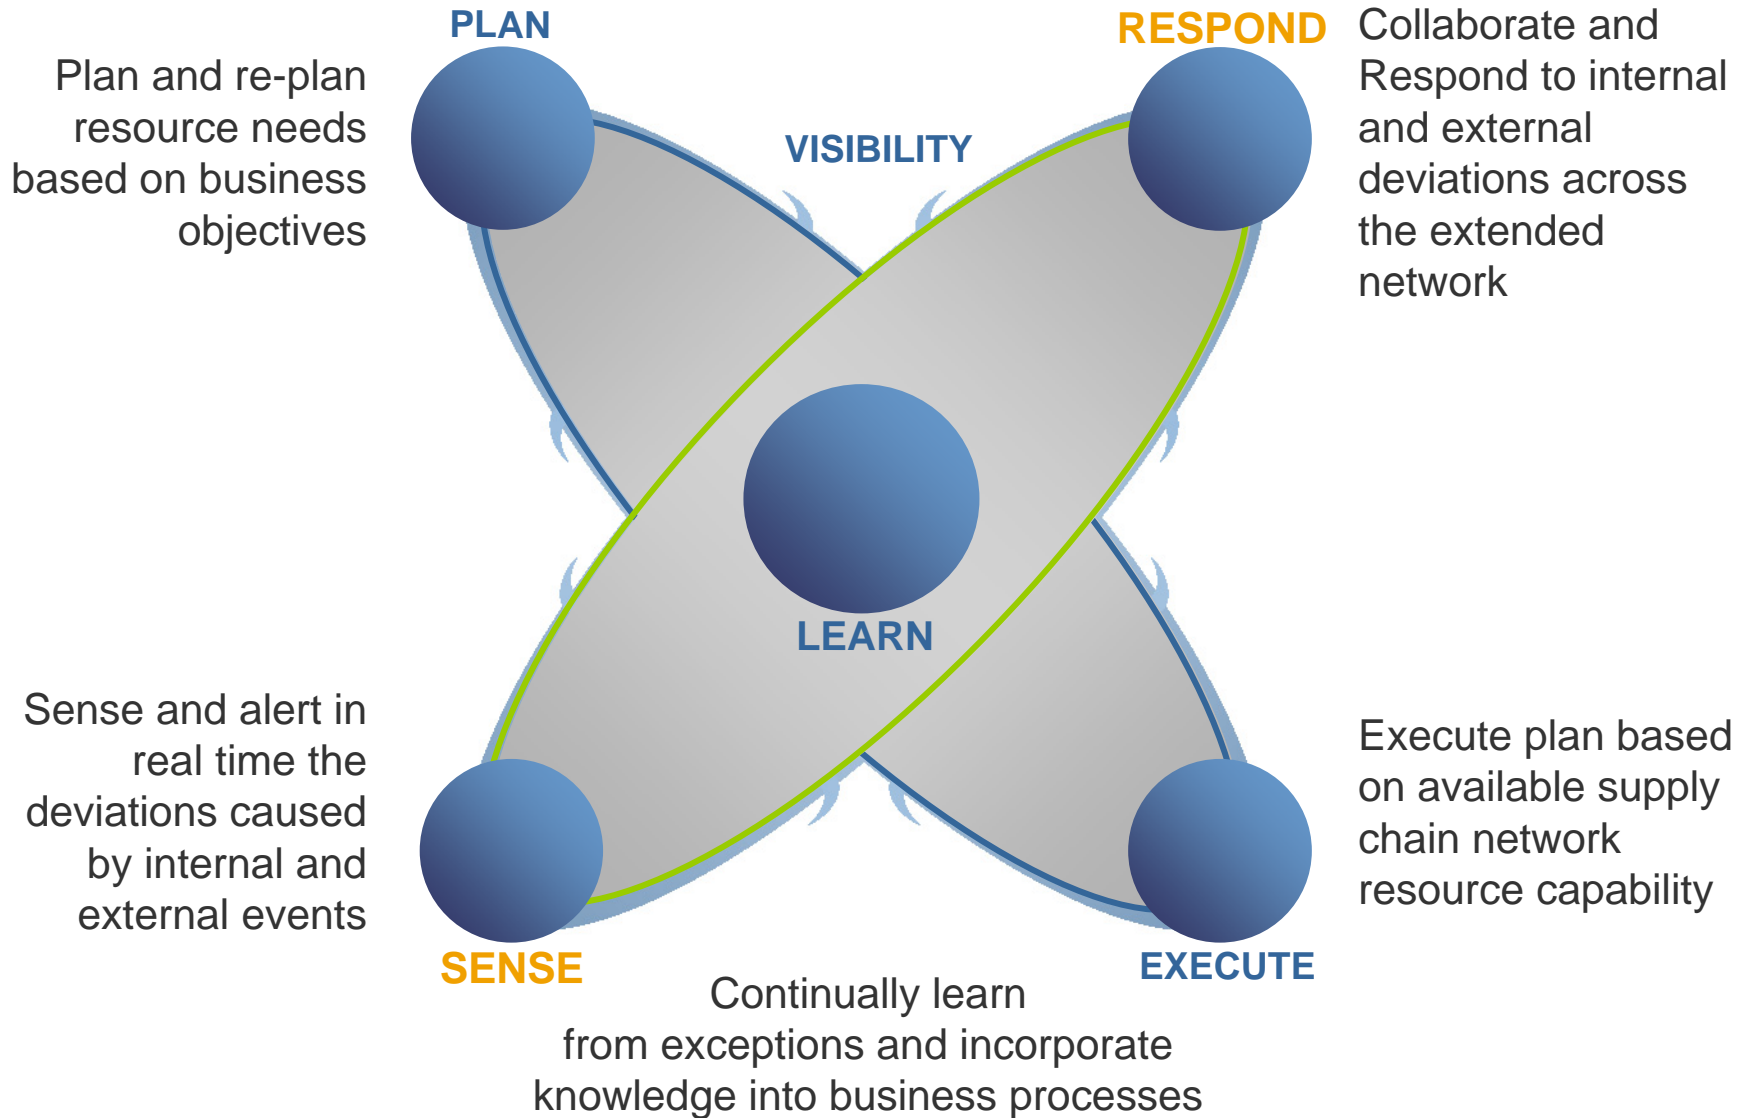 PLAN
Plan and re-plan
resource needs
based on business
objectives
VISIBILITY
RESPOND
Collaborate and
Respond to internal
and external
deviations across
the extended
network
LEARN
Sense and alert in
real time the
deviations caused
by internal and
external events
SENSE
Execute plan based
on available supply
chain network
resource capability
EXECUTE
Continually learn
from exceptions and incorporate
knowledge into business processes